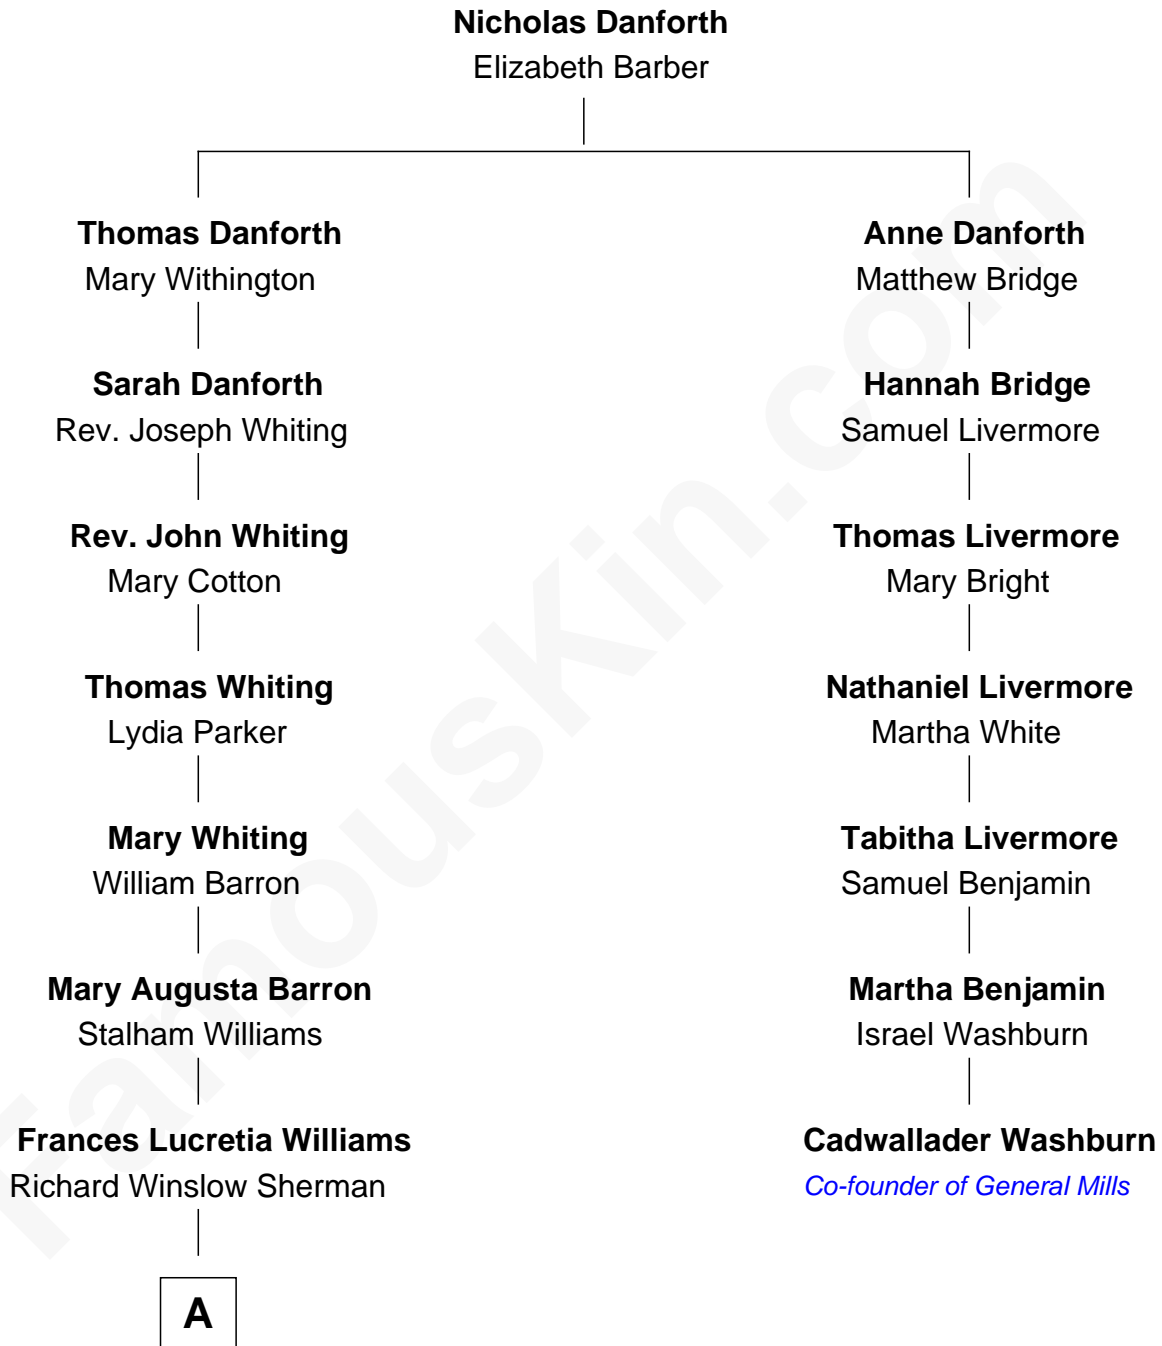 Nicholas Danforth
Elizabeth Barber
Thomas Danforth
Mary Withington
Anne Danforth
Matthew Bridge
Sarah Danforth
Rev. Joseph Whiting
Hannah Bridge
Samuel Livermore
Rev. John Whiting
Mary Cotton
Thomas Livermore
Mary Bright
Thomas Whiting
Lydia Parker
Nathaniel Livermore
Martha White
Mary Whiting
William Barron
Tabitha Livermore
Samuel Benjamin
Mary Augusta Barron
Stalham Williams
Martha Benjamin
Israel Washburn
Frances Lucretia Williams
Richard Winslow Sherman
Cadwallader Washburn
Co-founder of General Mills
A
FamousKin.com